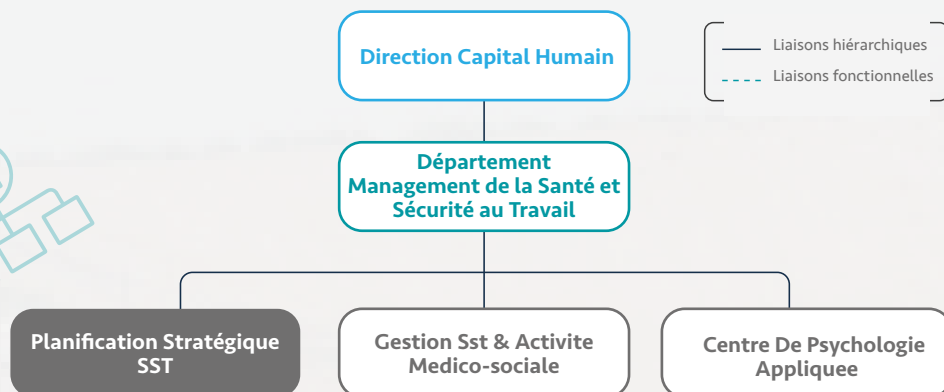 Direction Capital Humain
Liaisons hiérarchiques
Liaisons fonctionnelles
Département
Management de la Santé et
Sécurité au Travail
Planification Stratégique
SST
Gestion Sst & Activite
Medico-sociale
Centre De Psychologie
Appliquee